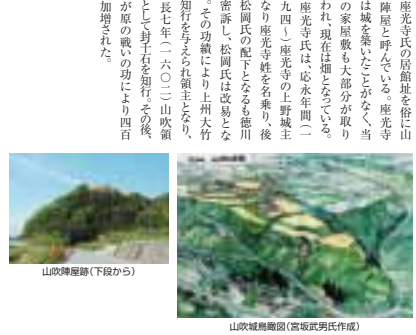 座光寺氏の居館址を俗に山
陣屋と呼んでいる。座光寺
は城を築いたことがなく、当
の家屋敷も大部分が取り
われ、現在は畑となっている。
座光寺氏は、応永年間（一
九四～）座光寺の上野城主
なり座光寺姓を名乗り、後
松岡氏の配下となるも徳川
密訴し、松岡氏は改易とな
。その功績により上州大竹
知行を与えられ領主となり、
長七年（一六〇二）山吹領
として封千石を知行。その後、
が原の戦いの功により四百
加増された。
山吹陣屋跡（下段から）
山吹城鳥瞰図（宮坂武男氏作成）